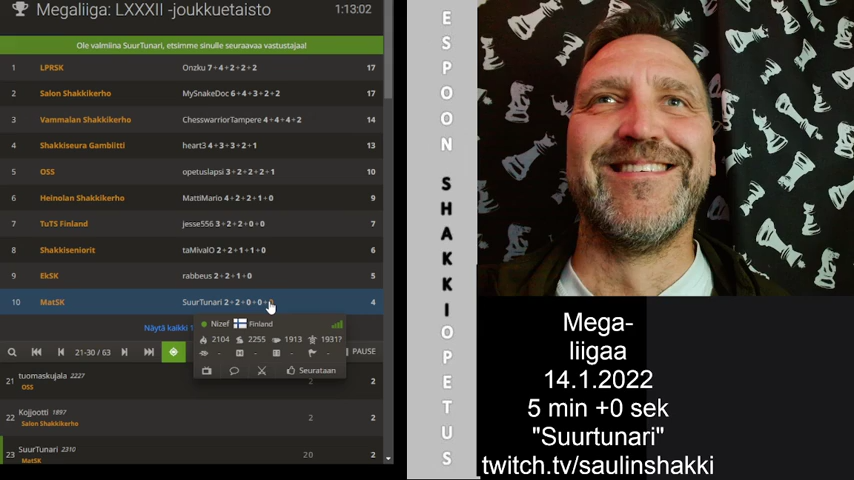 Megaliiga: LXXXII -joukkuetaisto 1:13:02
Ole valmiina SuurTunari, etsimme sinulle seuraavaa vastustajaa!
1 LPRSK Onzku 7+4+2+2+2 17
2 Salon Shakkikerho MySnakeDoc 6+4+3+2+2 17
3 Vammalan Shakkikerho ChesswarriorTampere 4+4+4+2 14
4 Shakkiseura Gambiitti heart3 4+3+3+2+1 13
5 OSS opetuslapsi 3+2+2+2+1 10
6 Heinolan Shakkikerho MattiMario 4+2+2+1+0 9
7 TuTS Finland jesse556 3+2+2+0+0 7
8 Shakkiseniorit taMivalO 2+2+1+1+0 6
9 EkSK rabbeus 2+2+1+0 5
10 MatSK SuurTunari 2+2+0+0+0 4
Näytä kaikki 1
Nizef Finland
2104 2255 1913 1931?
- - - -
Seurataan
21-30 / 63 PAUSE
21 tuomaskujala 2227 2 2
OSS
22 Kojjootti 1897 2 2
Salon Shakkikerho
23 SuurTunari 2310 20 2
MatSK
ESPOON
SHAKKIOPETUS
Mega-
liigaa
14.1.2022
5 min +0 sek
"Suurtunari"
twitch.tv/saulinshakki